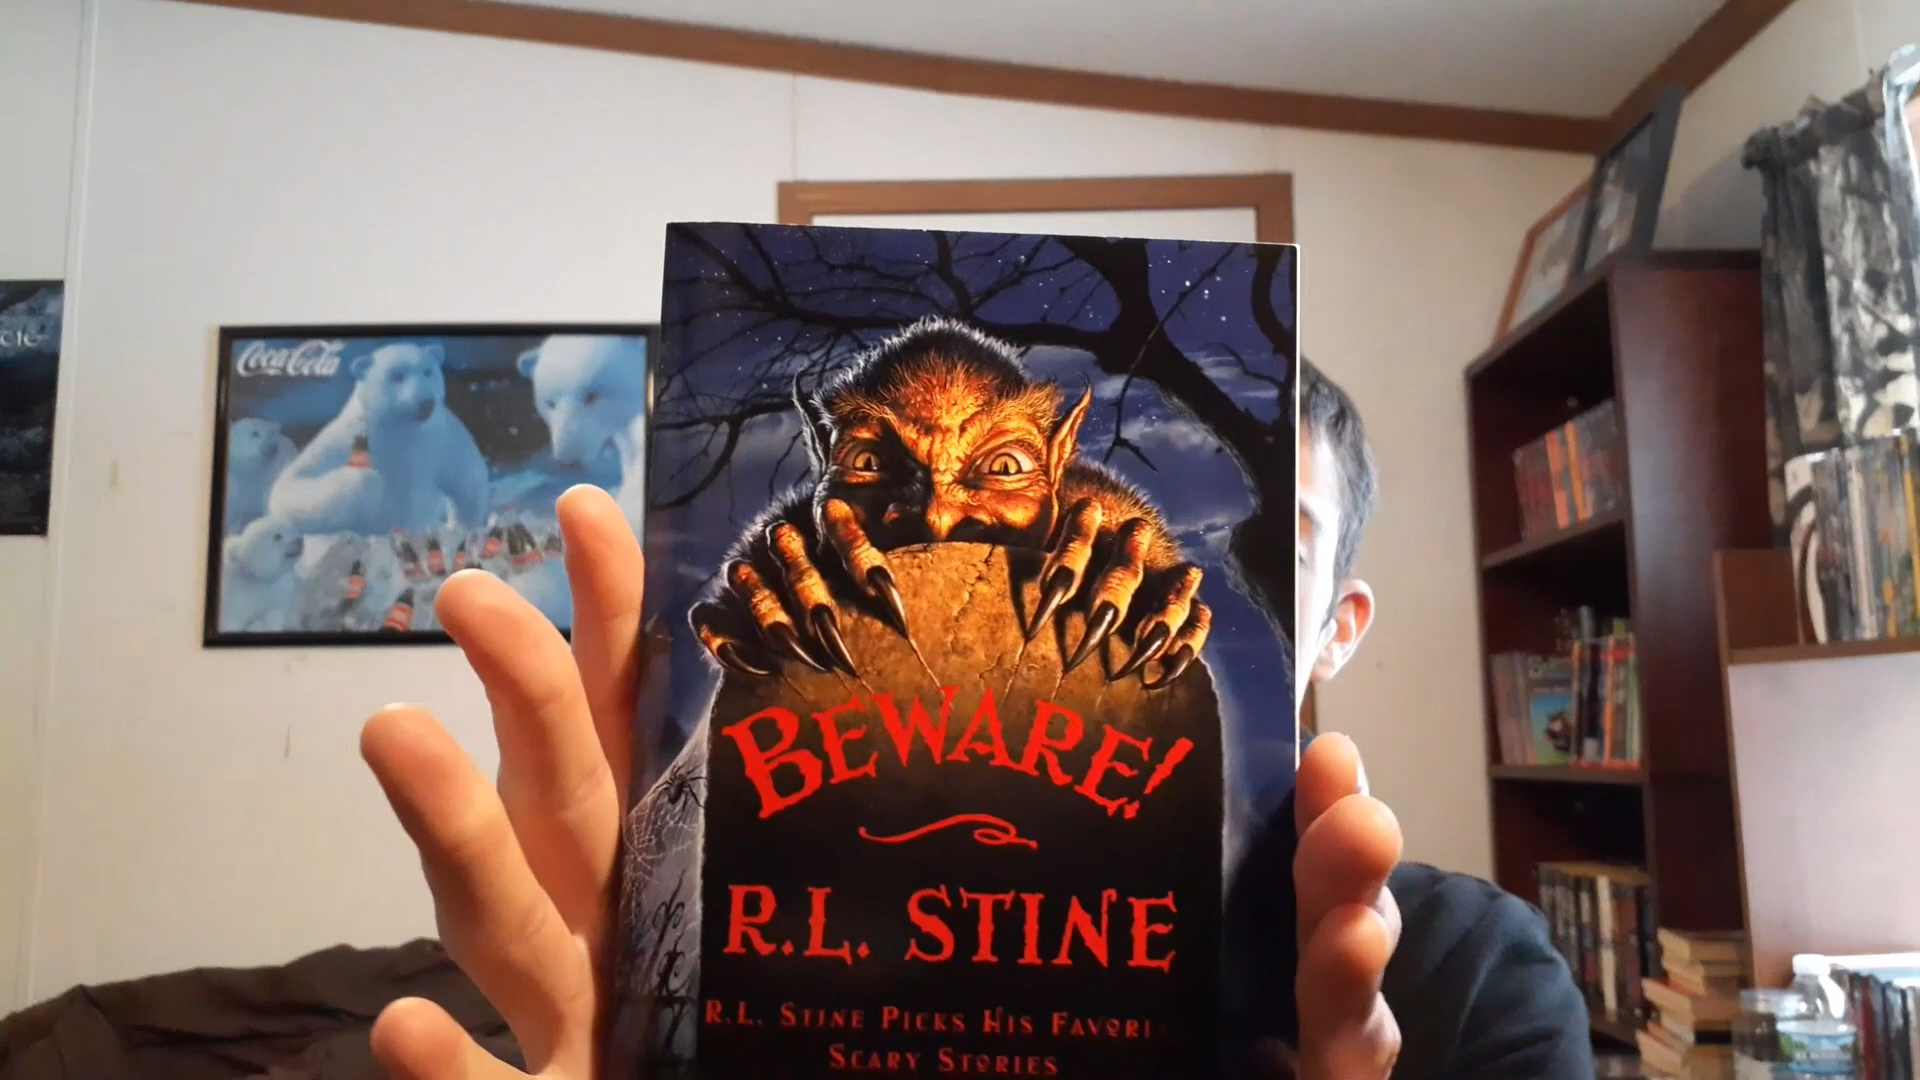 Coca-Cola
BEWARE!
R.L. STINE
R.L. STINE PICKS HIS
SCARY STORIES